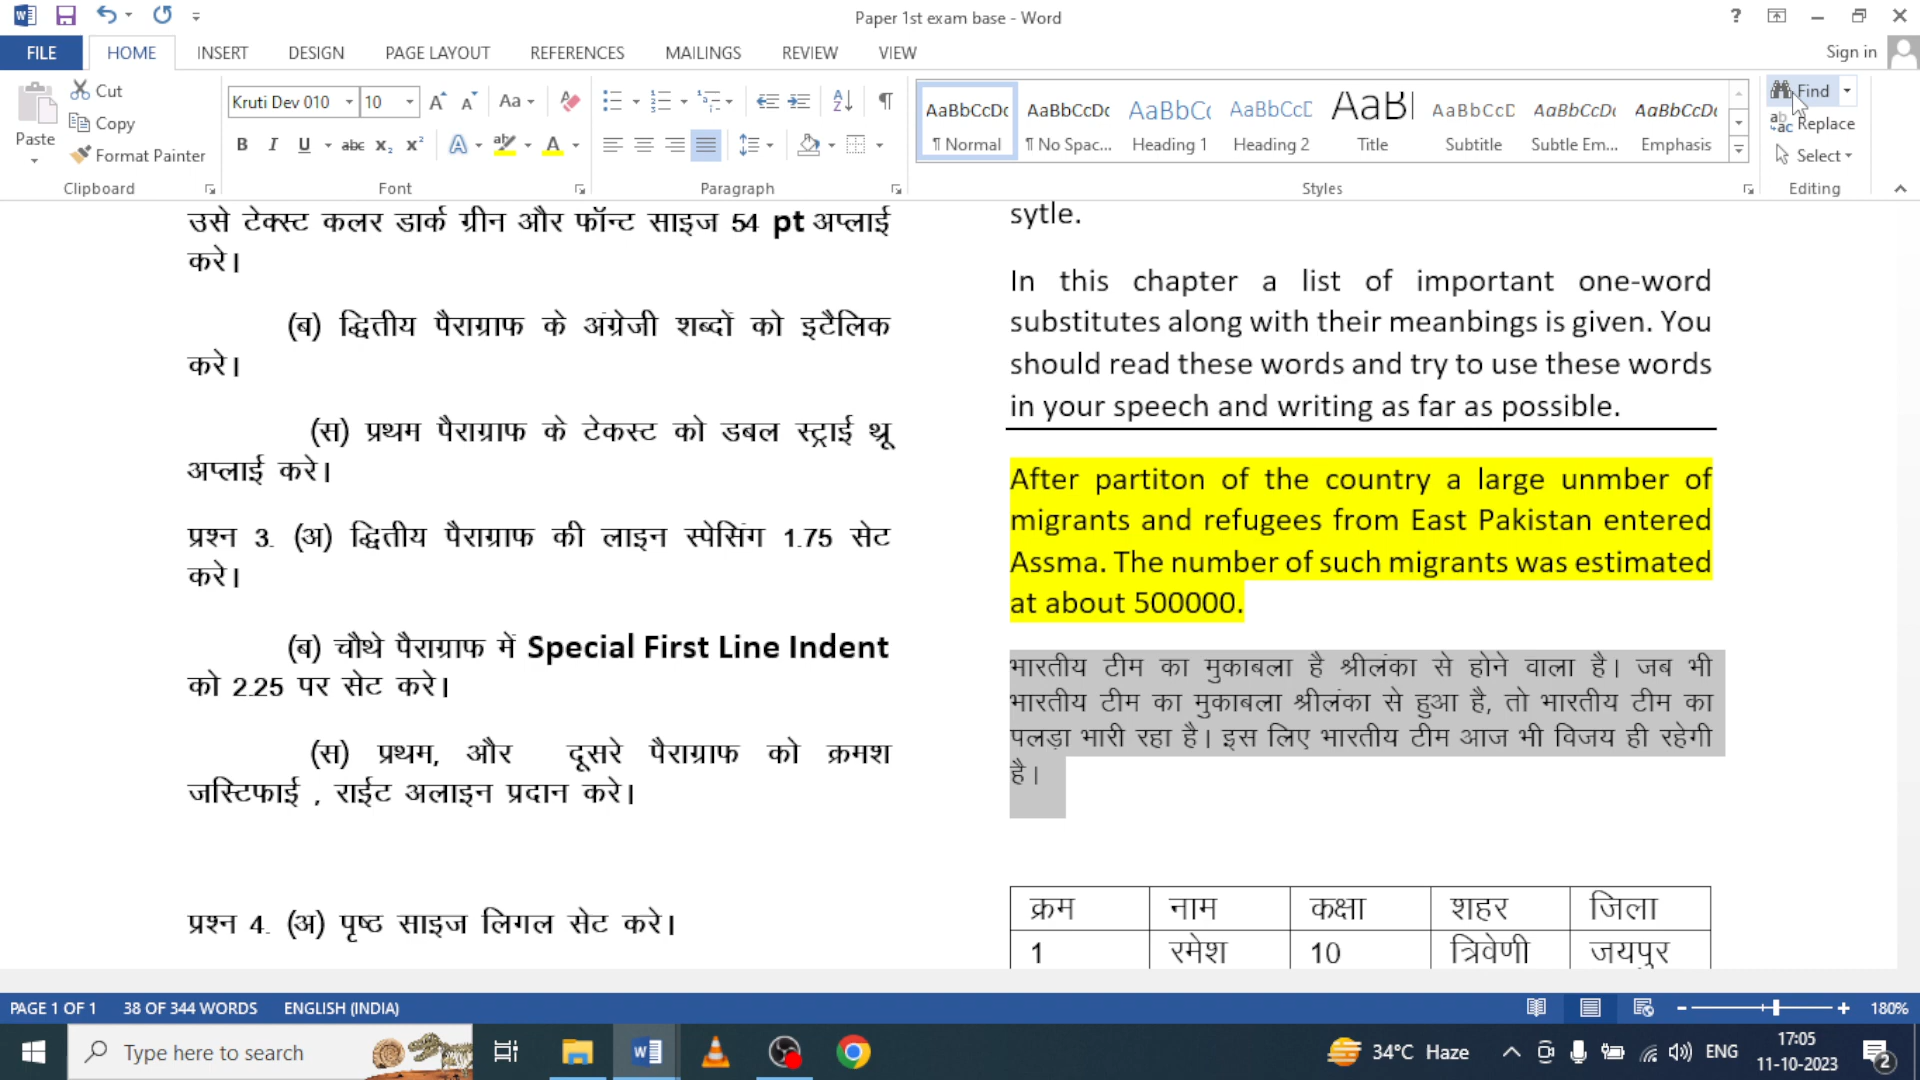 Paper 1st exam base - Word
?
FILE
HOME
INSERT
DESIGN
PAGE LAYOUT
REFERENCES
MAILINGS
REVIEW
VIEW
Sign in
Paste
Cut
Copy
Format Painter
Clipboard
Kruti Dev 010
10
Font
Paragraph
AaBbCcDc
¶ Normal
AaBbCcDc
¶ No Spac...
AaBbCc
Heading 1
AaBbCcD
Heading 2
AaBl
Title
AaBbCcD
Subtitle
AaBbCcDc
Subtle Em...
AaBbCcDc
Emphasis
Styles
Find
Replace
Select
Editing
उसे टेक्स्ट कलर डार्क ग्रीन और फॉन्ट साइज 54 pt अप्लाई
करे।
(ब) द्वितीय पैराग्राफ के अंग्रेजी शब्दों को इटैलिक
करे।
(स) प्रथम पैराग्राफ के टेकस्ट को डबल स्ट्राई थ्रू
अप्लाई करे।
प्रश्न 3. (अ) द्वितीय पैराग्राफ की लाइन स्पेसिंग 1.75 सेट
करे।
(ब) चौथे पैराग्राफ में Special First Line Indent
को 2.25 पर सेट करे।
(स) प्रथम, और दूसरे पैराग्राफ को क्रमश
जस्टिफाई , राईट अलाइन प्रदान करे।
प्रश्न 4. (अ) पृष्ठ साइज लिगल सेट करे।
sytle.
In this chapter a list of important one-word
substitutes along with their meanbings is given. You
should read these words and try to use these words
in your speech and writing as far as possible.
After partiton of the country a large unmber of
migrants and refugees from East Pakistan entered
Assma. The number of such migrants was estimated
at about 500000.
भारतीय टीम का मुकाबला है श्रीलंका से होने वाला है। जब भी
भारतीय टीम का मुकाबला श्रीलंका से हुआ है, तो भारतीय टीम का
पलड़ा भारी रहा है। इस लिए भारतीय टीम आज भी विजय ही रहेगी
है।
क्रम नाम कक्षा शहर जिला
1 रमेश 10 त्रिवेणी जयपुर
PAGE 1 OF 1
38 OF 344 WORDS
ENGLISH (INDIA)
180%
Type here to search
34°C Haze
ENG
17:05
11-10-2023
2